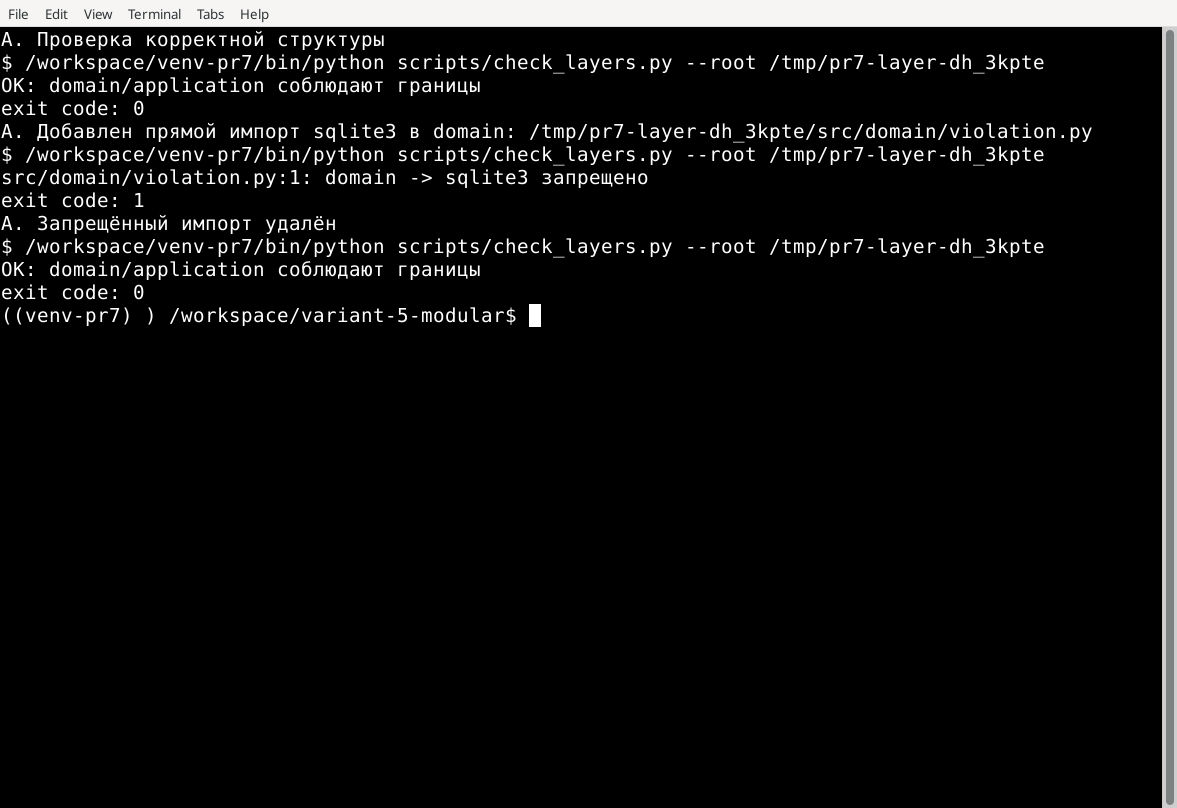 File Edit View Terminal Tabs Help
А. Проверка корректной структуры
$ /workspace/venv-pr7/bin/python scripts/check_layers.py --root /tmp/pr7-layer-dh_3kpte
OK: domain/application соблюдают границы
exit code: 0
А. Добавлен прямой импорт sqlite3 в domain: /tmp/pr7-layer-dh_3kpte/src/domain/violation.py
$ /workspace/venv-pr7/bin/python scripts/check_layers.py --root /tmp/pr7-layer-dh_3kpte
src/domain/violation.py:1: domain -> sqlite3 запрещено
exit code: 1
А. Запрещённый импорт удалён
$ /workspace/venv-pr7/bin/python scripts/check_layers.py --root /tmp/pr7-layer-dh_3kpte
OK: domain/application соблюдают границы
exit code: 0
((venv-pr7) ) /workspace/variant-5-modular$